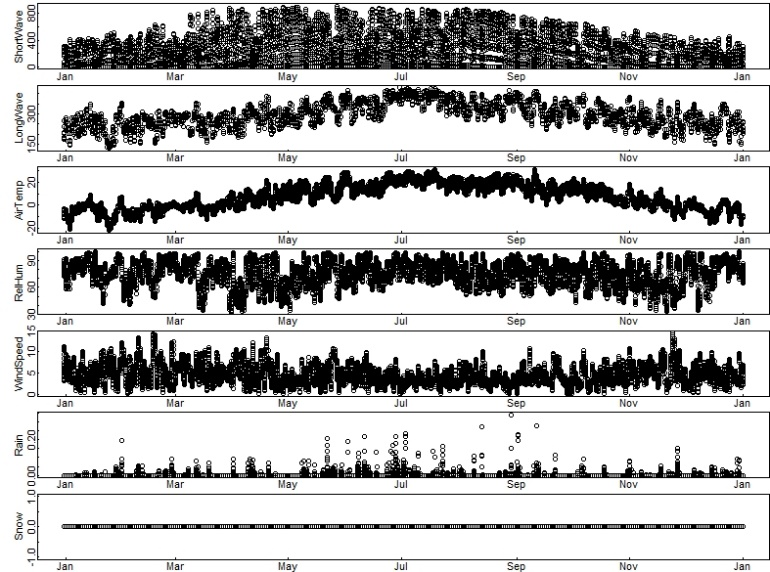 ShortWave
0 400 800
Jan Mar May Jul Sep Nov Jan
LongWave
150 300
Jan Mar May Jul Sep Nov Jan
AirTemp
-20 0 20
Jan Mar May Jul Sep Nov Jan
RelHum
30 60 90
Jan Mar May Jul Sep Nov Jan
WindSpeed
0 5 10 15
Jan Mar May Jul Sep Nov Jan
Rain
0.00 0.20
Jan Mar May Jul Sep Nov Jan
Snow
-1.0 0.0 1.0
Jan Mar May Jul Sep Nov Jan